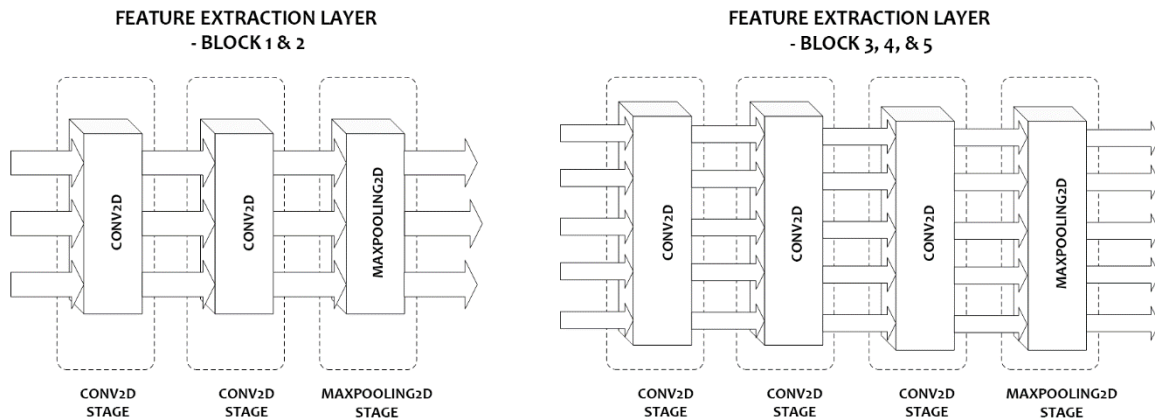 FEATURE EXTRACTION LAYER
- BLOCK 1 & 2
CONV2D
CONV2D
MAXPOOLING2D
CONV2D
STAGE
CONV2D
STAGE
MAXPOOLING2D
STAGE
FEATURE EXTRACTION LAYER
- BLOCK 3, 4, & 5
CONV2D
CONV2D
CONV2D
MAXPOOLING2D
CONV2D
STAGE
CONV2D
STAGE
CONV2D
STAGE
MAXPOOLING2D
STAGE